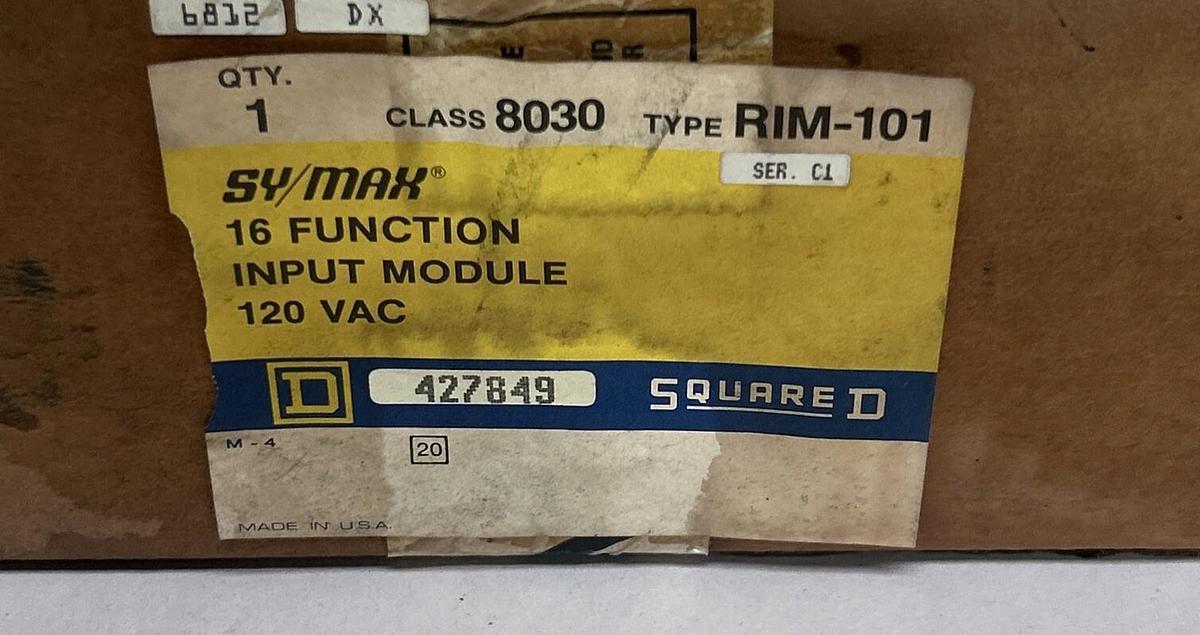 6812 DX
QTY.
1 CLASS 8030 TYPE RIM-101
SER. C1
SY/MAX®
16 FUNCTION
INPUT MODULE
120 VAC
D 427849 SQUARE D
M-4 20
MADE IN U.S.A.